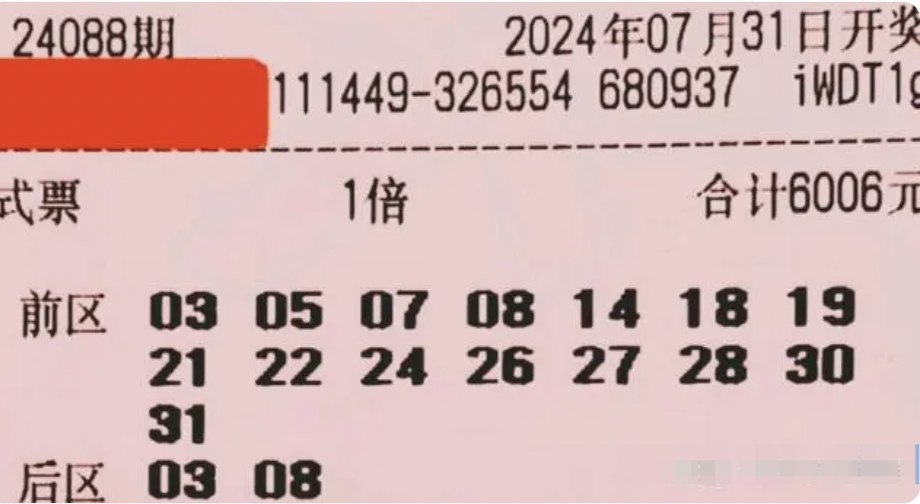 24088期 2024年07月31日开奖
111449-326554 680937 iWDT1g
式票 1倍 合计6006元
前区 03 05 07 08 14 18 19
21 22 24 26 27 28 30
31
后区 03 08